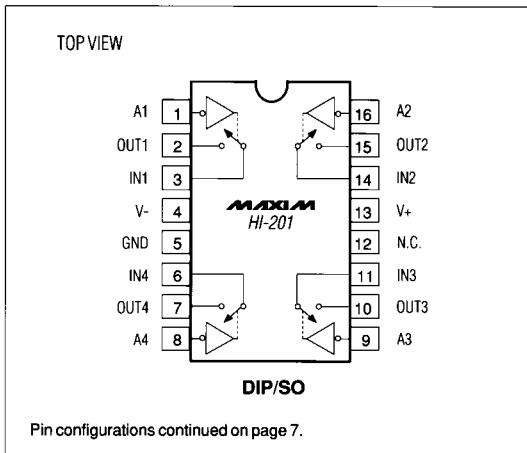 TOP VIEW
A1 1 16 A2
OUT1 2 15 OUT2
IN1 3 14 IN2
V- 4 MAXIM 13 V+
HI-201
GND 5 12 N.C.
IN4 6 11 IN3
OUT4 7 10 OUT3
A4 8 9 A3
DIP/SO
Pin configurations continued on page 7.